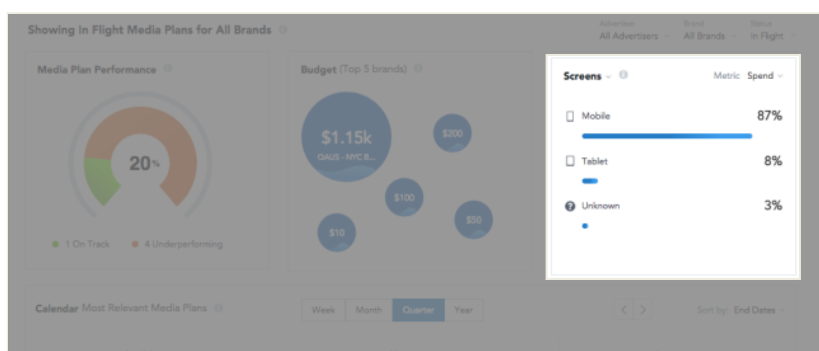 Showing In Flight Media Plans for All Brands
Advertiser Brand Status
All Advertisers All Brands In Flight
Media Plan Performance
20%
1 On Track 4 Underperforming
Budget (Top 5 brands)
$1.15k
GAUS - NYC B...
$200
$100
$50
$10
Screens Metric Spend
Mobile 87%
Tablet 8%
Unknown 3%
Calendar Most Relevant Media Plans
Week Month Quarter Year
Sort by: End Dates